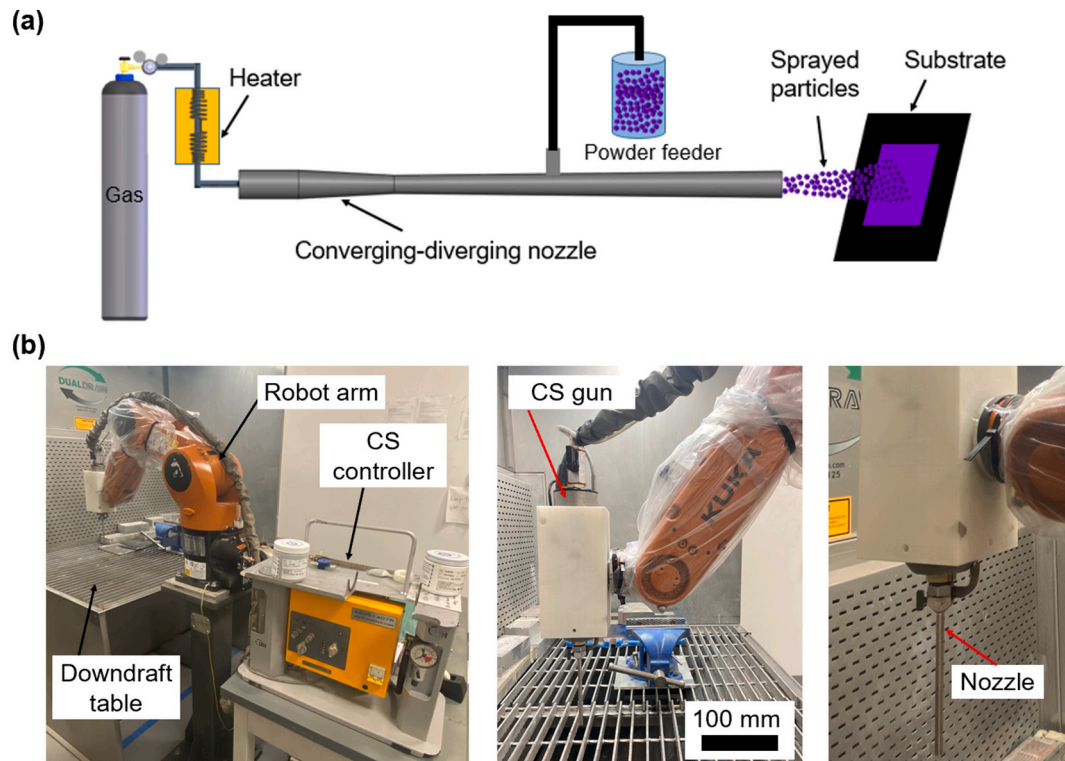 (a)
Heater
Gas
Converging-diverging nozzle
Powder feeder
Sprayed
particles
Substrate
(b)
DUALDRAW
Robot arm
CS
controller
Downdraft
table
CS gun
KUKA
100 mm
Nozzle